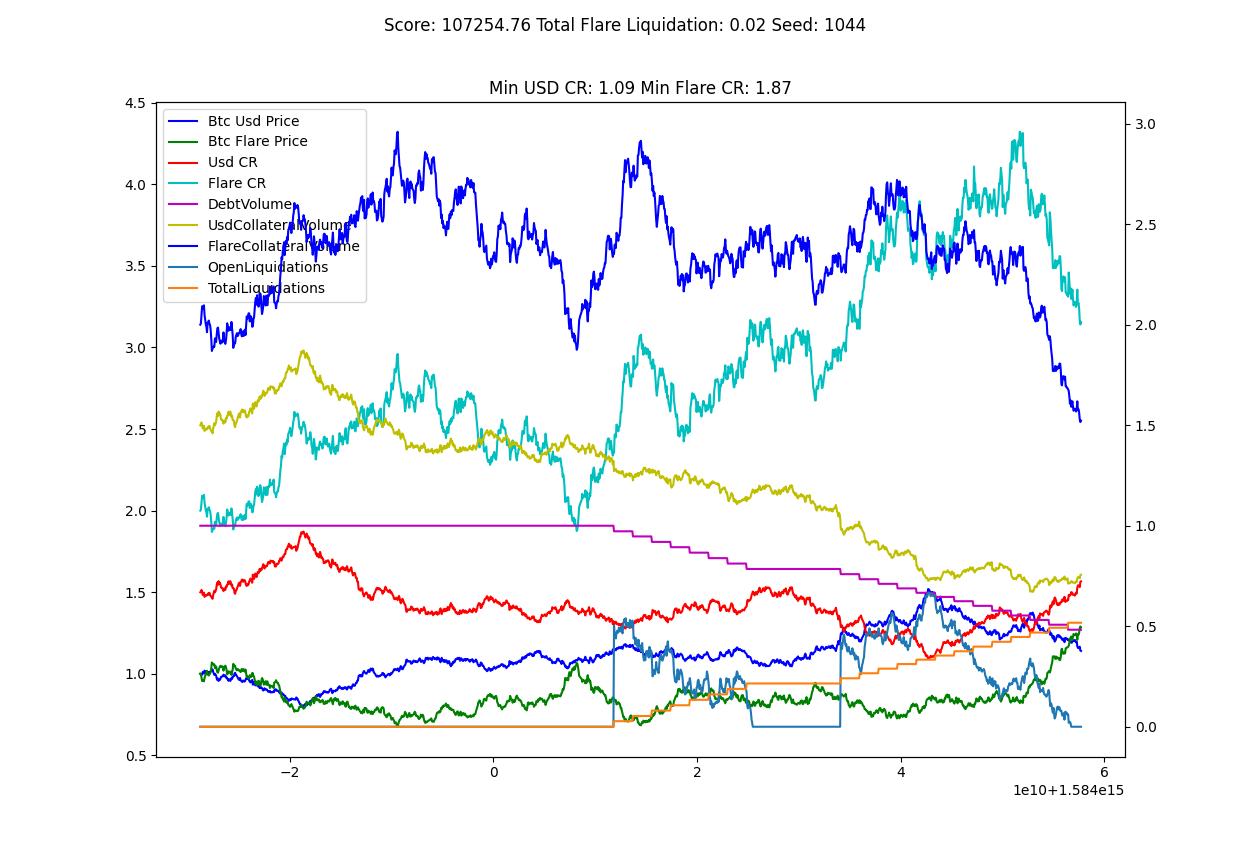 Score: 107254.76 Total Flare Liquidation: 0.02 Seed: 1044
Min USD CR: 1.09 Min Flare CR: 1.87
Btc Usd Price
Btc Flare Price
Usd CR
Flare CR
DebtVolume
UsdCollateralVolume
FlareCollateralVolume
OpenLiquidations
TotalLiquidations
4.5
4.0
3.5
3.0
2.5
2.0
1.5
1.0
0.5
3.0
2.5
2.0
1.5
1.0
0.5
0.0
−2 0 2 4 6
1e10+1.584e15